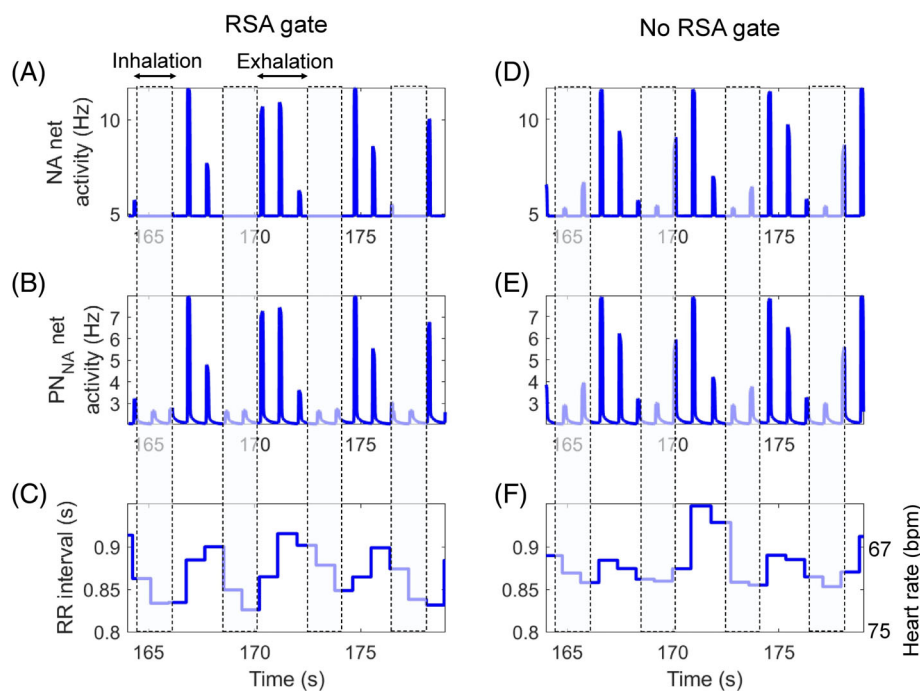 RSA gate
No RSA gate
Inhalation
Exhalation
(A)
NA net
activity (Hz)
10
5
165
170
175
(D)
10
5
165
170
175
(B)
PN_NA net
activity (Hz)
7
6
5
4
3
165
170
175
(E)
7
6
5
4
3
165
170
175
(C)
RR interval (s)
0.9
0.85
0.8
165
170
175
Time (s)
(F)
0.9
0.85
0.8
165
170
175
Time (s)
67
75
Heart rate (bpm)